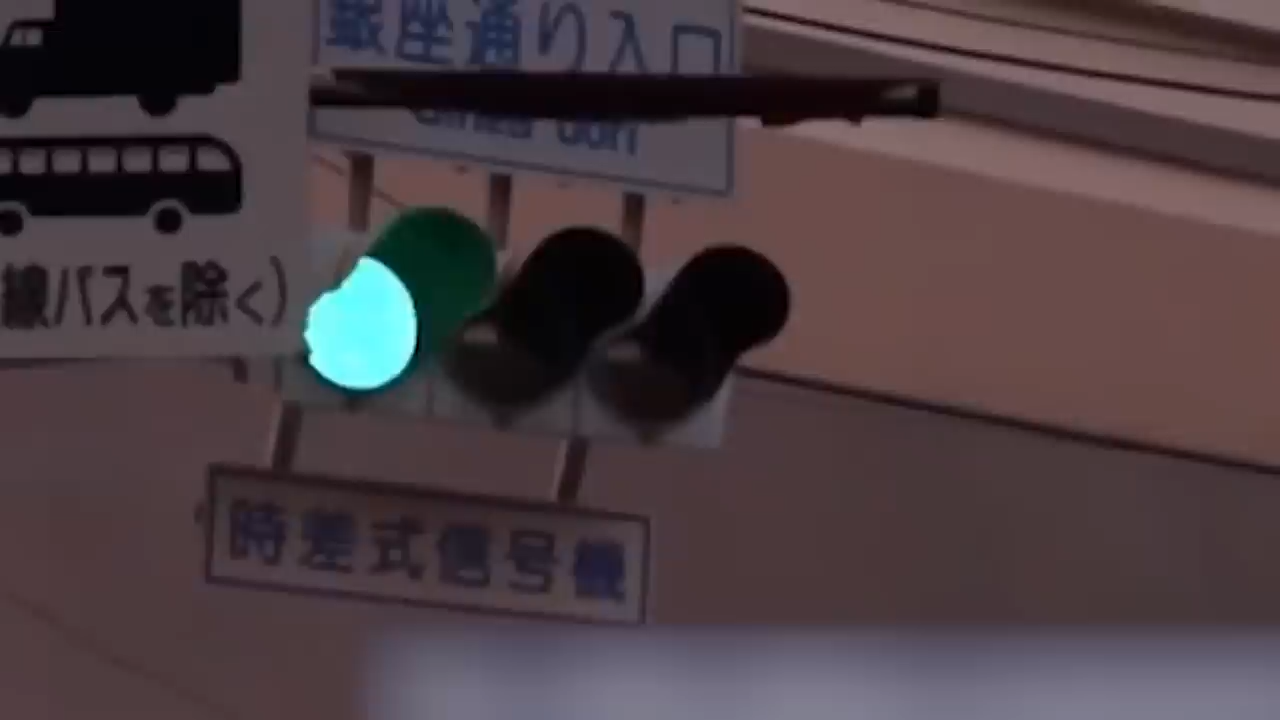 銀座通り入口
線バスを除く)
時差式信号機